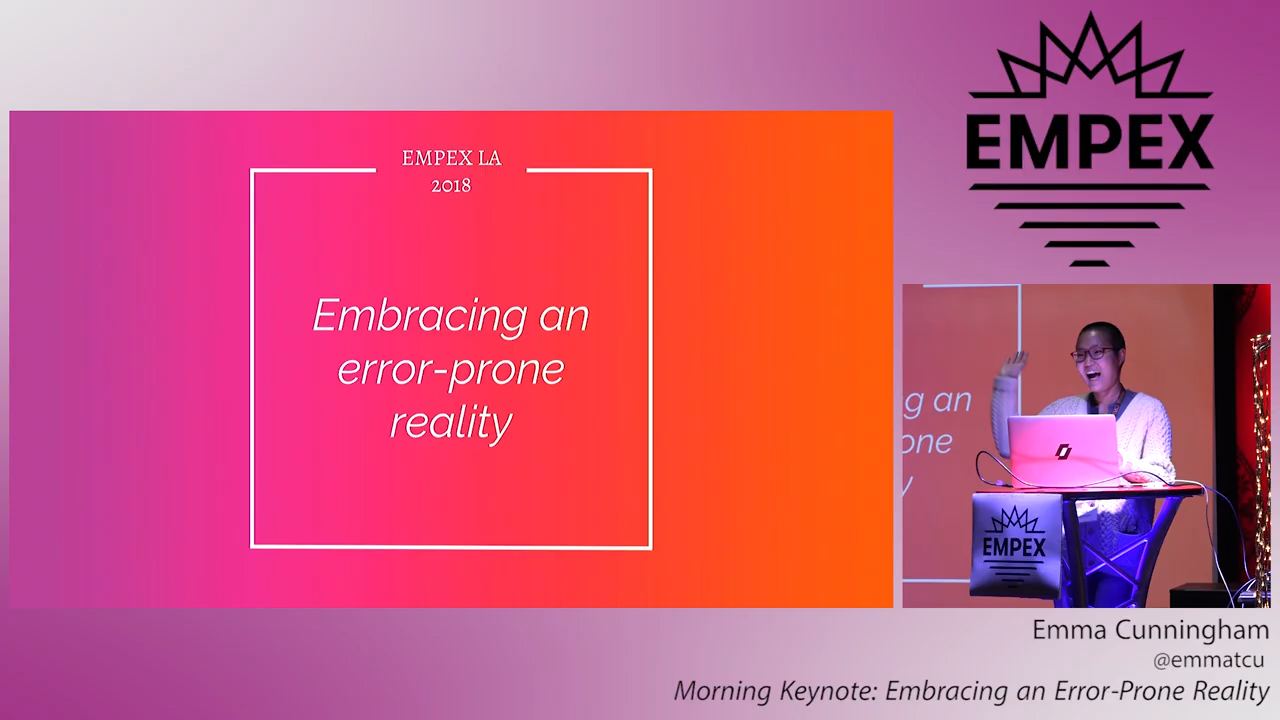 EMPEX LA
2018
Embracing an
error-prone
reality
EMPEX
g an
one
y
EMPEX
Emma Cunningham
@emmatcu
Morning Keynote: Embracing an Error-Prone Reality